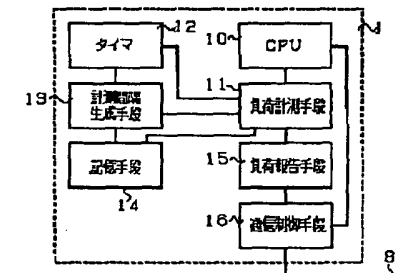 12 10 1
タイマ CPU
11
13 計測間隔 負荷計測手段
生成手段
15
記憶手段 負荷報告手段
14 16
通信制御手段
8